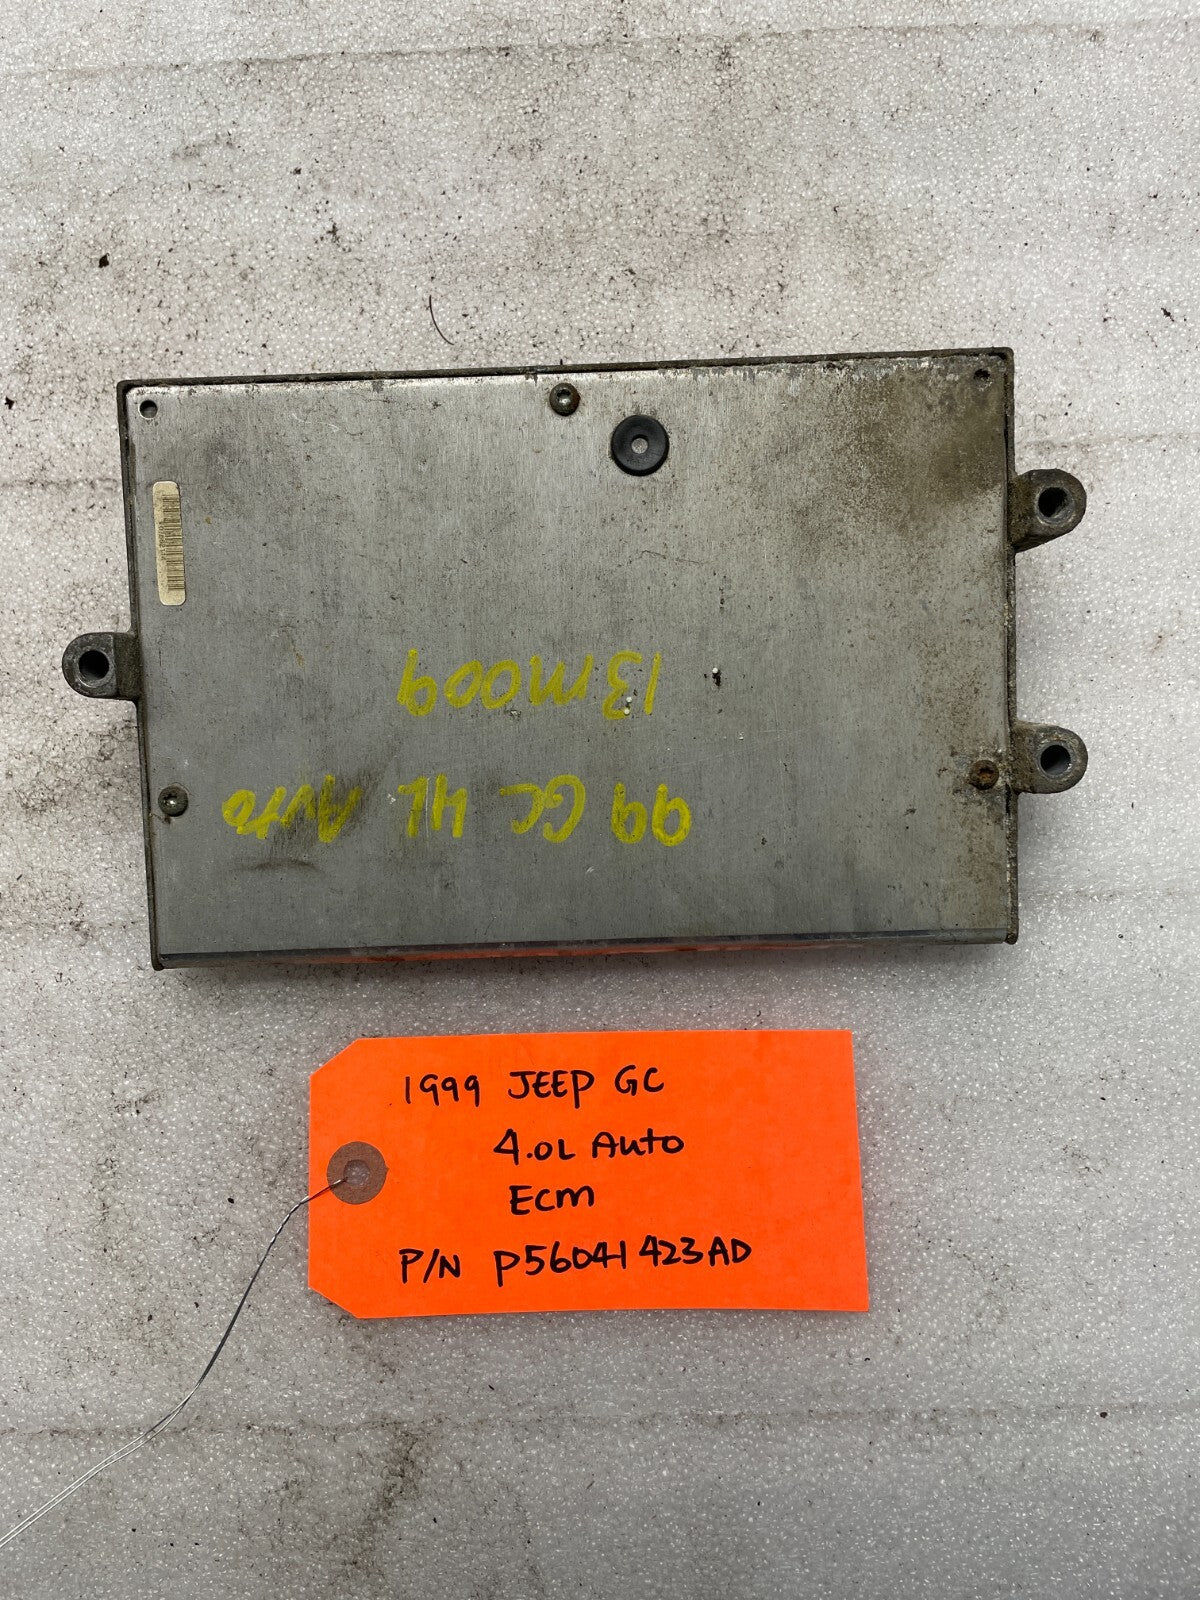 99 GC 4L Auto
13M009
1999 JEEP GC
4.0L Auto
ECM
P/N P56041423AD